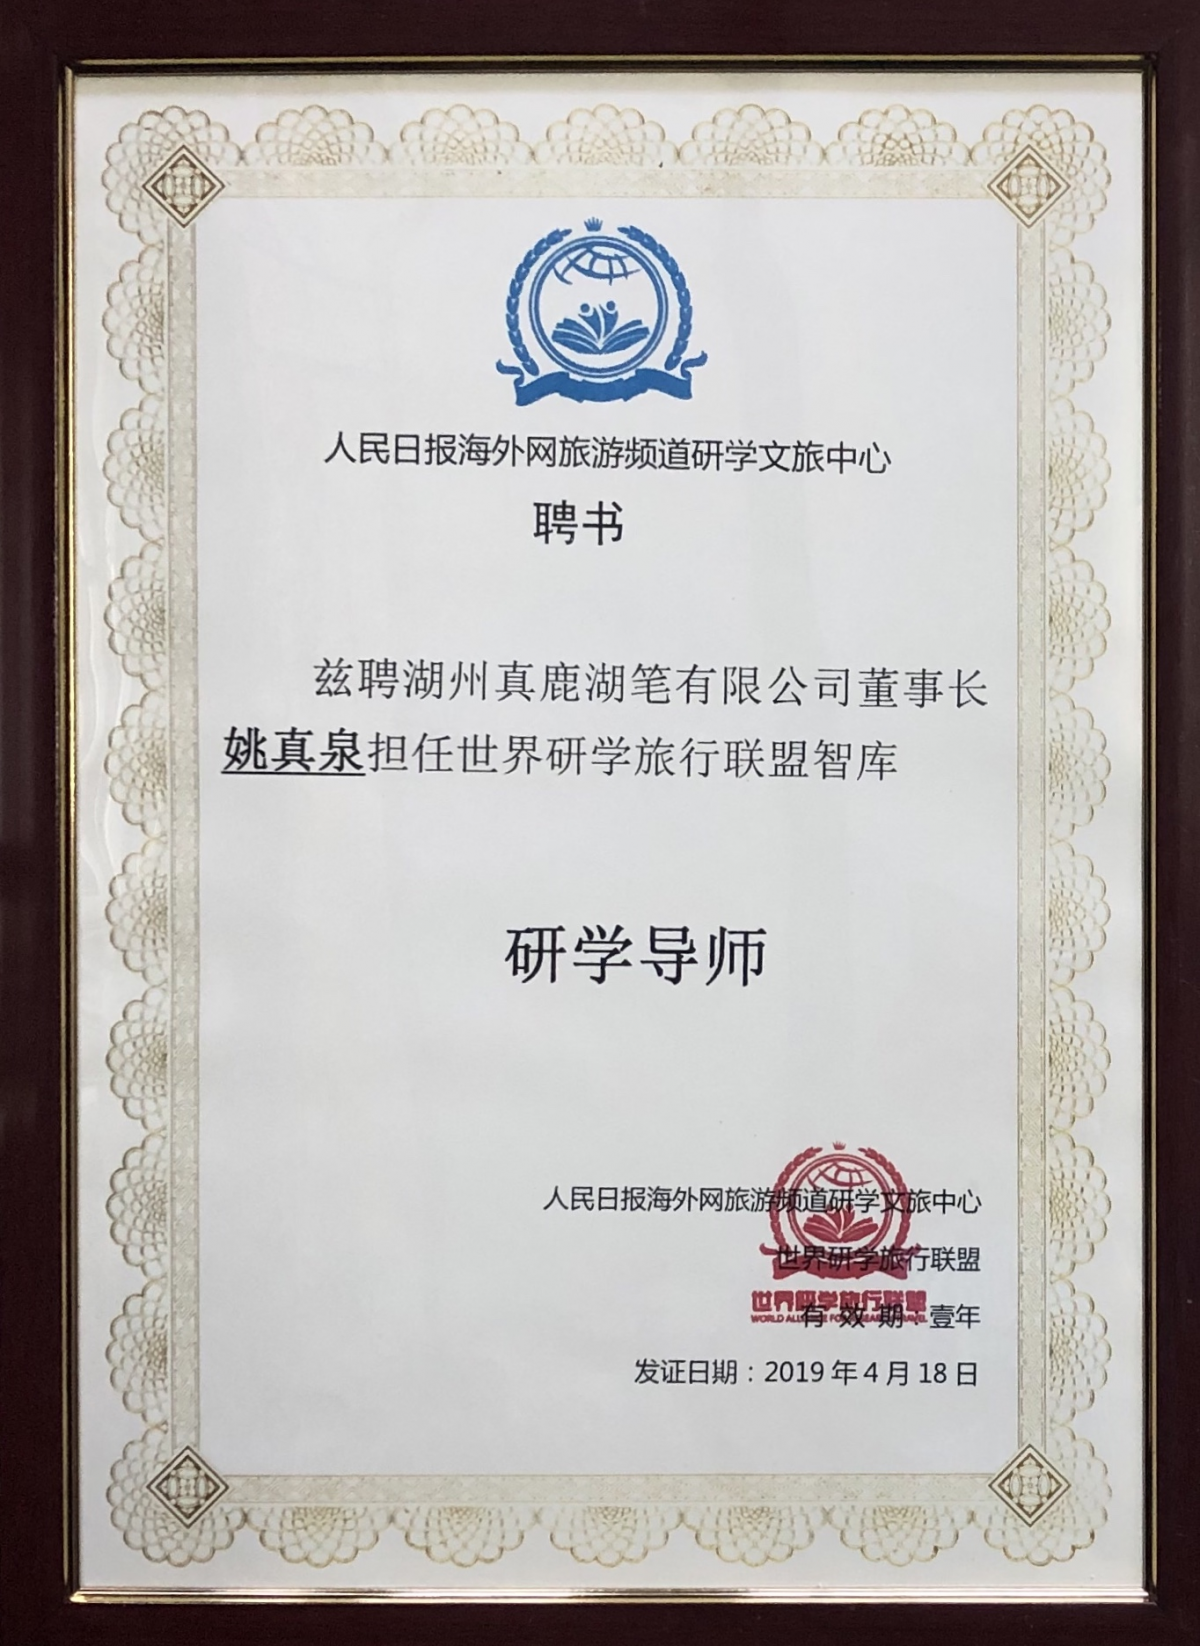 人民日报海外网旅游频道研学文旅中心
聘书
兹聘湖州真鹿湖笔有限公司董事长
姚真泉担任世界研学旅行联盟智库
研学导师
人民日报海外网旅游频道研学文旅中心
世界研学旅行联盟
世界研学旅行联盟
有效期：壹年
发证日期：2019年4月18日